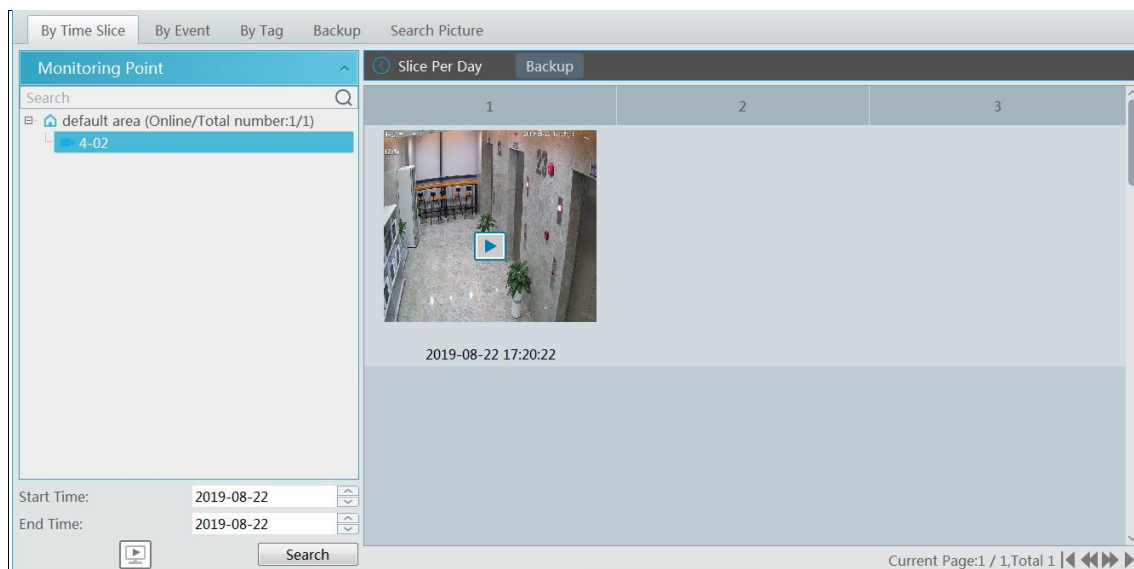 By Time Slice By Event By Tag Backup Search Picture
Monitoring Point
Slice Per Day Backup
Search
1 2 3
default area (Online/Total number:1/1)
4-02
23
2019-08-22 17:20:22
Start Time: 2019-08-22
End Time: 2019-08-22
Search
Current Page:1 / 1,Total 1